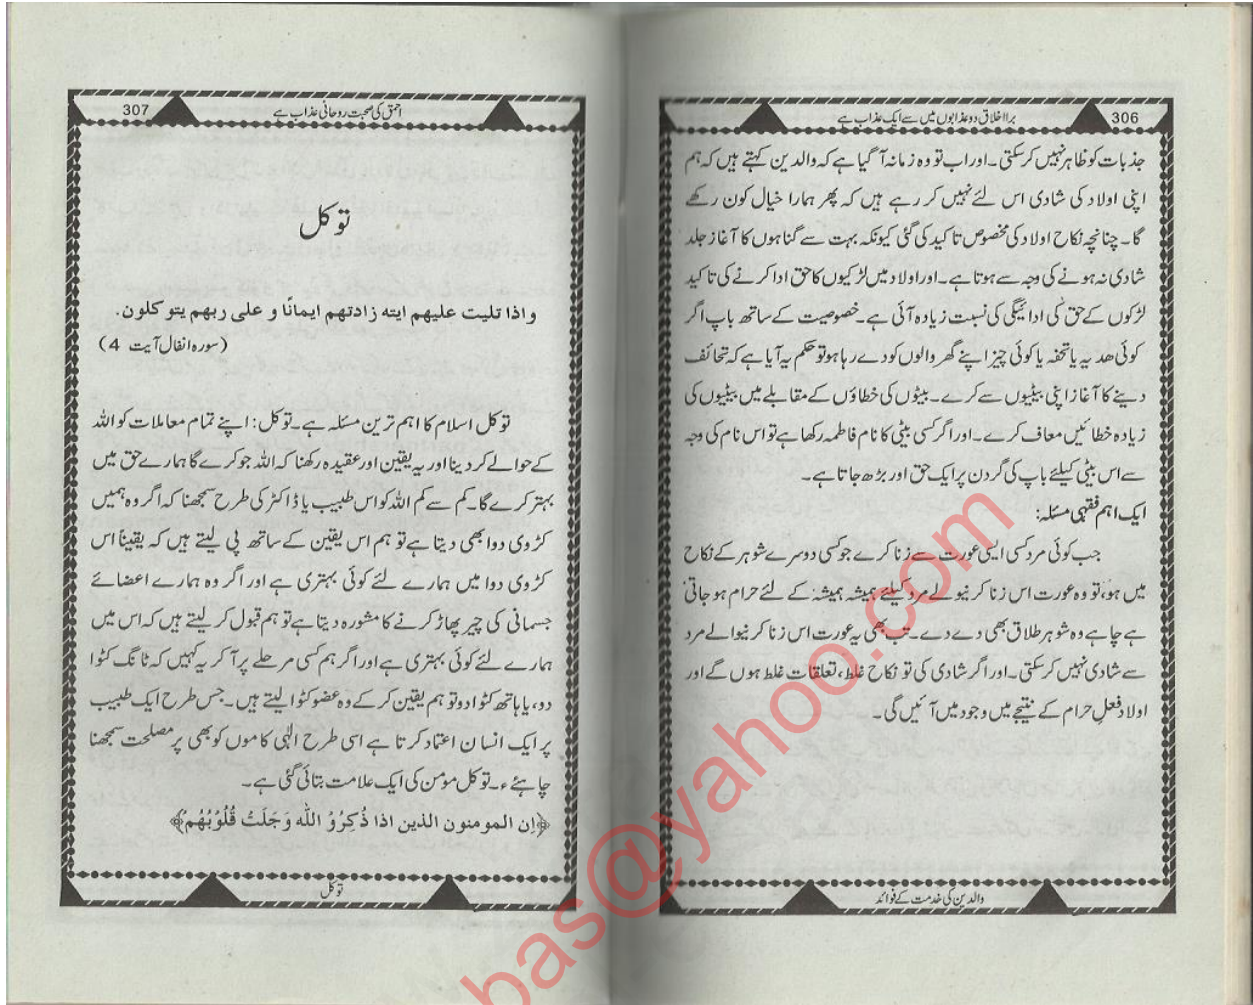 306
برا اخلاق دو عذابوں میں سے ایک عذاب ہے
جذبات کو ظاہر نہیں کر سکتی۔ اور اب تو وہ زمانہ آ گیا ہے کہ والدین کہتے ہیں کہ ہم
اپنی اولاد کی شادی اس لئے نہیں کر رہے ہیں کہ پھر ہمارا خیال کون رکھے
گا۔ چنانچہ نکاح اولاد کی مخصوص تاکید کی گئی کیونکہ بہت سے گناہوں کا آغاز جلد
شادی نہ ہونے کی وجہ سے ہوتا ہے۔ اور اولاد میں لڑکیوں کا حق ادا کرنے کی تاکید
لڑکوں کے حق کی ادائیگی کی نسبت زیادہ آئی ہے۔ خصوصیت کے ساتھ باپ اگر
کوئی ھدیہ یا تحفہ یا کوئی چیز اپنے گھر والوں کو دے رہا ہو تو حکم یہ آیا ہے کہ تحائف
دینے کا آغاز اپنی بیٹیوں سے کرے۔ بیٹوں کی خطاؤں کے مقابلے میں بیٹیوں کی
زیادہ خطائیں معاف کرے۔ اور اگر کسی بیٹی کا نام فاطمہ رکھا ہے تو اس نام کی وجہ
سے اس بیٹی کیلئے باپ کی گردن پر ایک حق اور بڑھ جاتا ہے۔
ایک اہم فقہی مسئلہ:
جب کوئی مرد کسی ایسی عورت سے زنا کرے جو کسی دوسرے شوہر کے نکاح
میں ہو، تو وہ عورت اس زنا کرنیوالے مرد کیلئے ہمیشہ ہمیشہ کے لئے حرام ہو جاتی
ہے چاہے وہ شوہر طلاق بھی دے دے۔ تب بھی یہ عورت اس زنا کرنیوالے مرد
سے شادی نہیں کر سکتی۔ اور اگر شادی کی تو نکاح غلط، تعلقات غلط ہوں گے اور
اولاد فعلِ حرام کے نتیجے میں وجود میں آئیں گی۔
والدین کی خدمت کے فوائد
احمق کی صحبت روحانی عذاب ہے
307
توکل
واذا تلیت علیهم ایته زادتهم ایمانًا و علی ربهم یتوکلون.
(سورہ انفال آیت 4)
توکل اسلام کا اہم ترین مسئلہ ہے۔ توکل: اپنے تمام معاملات کو اللہ
کے حوالے کر دینا اور یہ یقین اور عقیدہ رکھنا کہ اللہ جو کرے گا ہمارے حق میں
بہتر کرے گا۔ کم سے کم اللہ کو اس طبیب یا ڈاکٹر کی طرح سمجھنا کہ اگر وہ ہمیں
کڑوی دوا بھی دیتا ہے تو ہم اس یقین کے ساتھ پی لیتے ہیں کہ یقیناً اس
کڑوی دوا میں ہمارے لئے کوئی بہتری ہے اور اگر وہ ہمارے اعضائے
جسمانی کی چیر پھاڑ کرنے کا مشورہ دیتا ہے تو ہم قبول کر لیتے ہیں کہ اس میں
ہمارے لئے کوئی بہتری ہے اور اگر ہم کسی مرحلے پر آ کر یہ کہیں کہ ٹانگ کٹوا
دو، یا ہاتھ کٹوا دو تو ہم یقین کر کے وہ عضو کٹوا لیتے ہیں۔ جس طرح ایک طبیب
پر ایک انسان اعتماد کرتا ہے اسی طرح الٰہی کاموں کو بھی پر مصلحت سمجھنا
چاہئے۔ توکل مومن کی ایک علامت بتائی گئی ہے۔
﴿اِن المومنون الذین اذا ذُکِرُوْ اللّٰه وَجَلَتْ قُلُوْبُهُمْ﴾
توکل
bas@yahoo.com